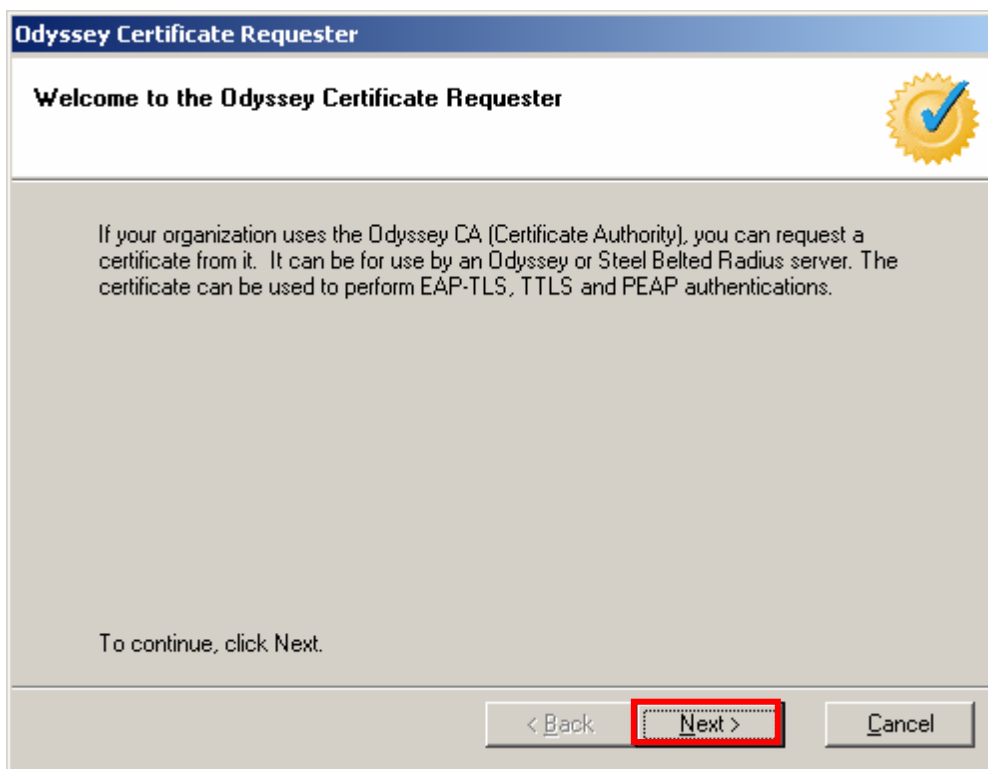 Odyssey Certificate Requester
Welcome to the Odyssey Certificate Requester
If your organization uses the Odyssey CA (Certificate Authority), you can request a
certificate from it.  It can be for use by an Odyssey or Steel Belted Radius server. The
certificate can be used to perform EAP-TLS, TTLS and PEAP authentications.
To continue, click Next.
< Back
Next >
Cancel